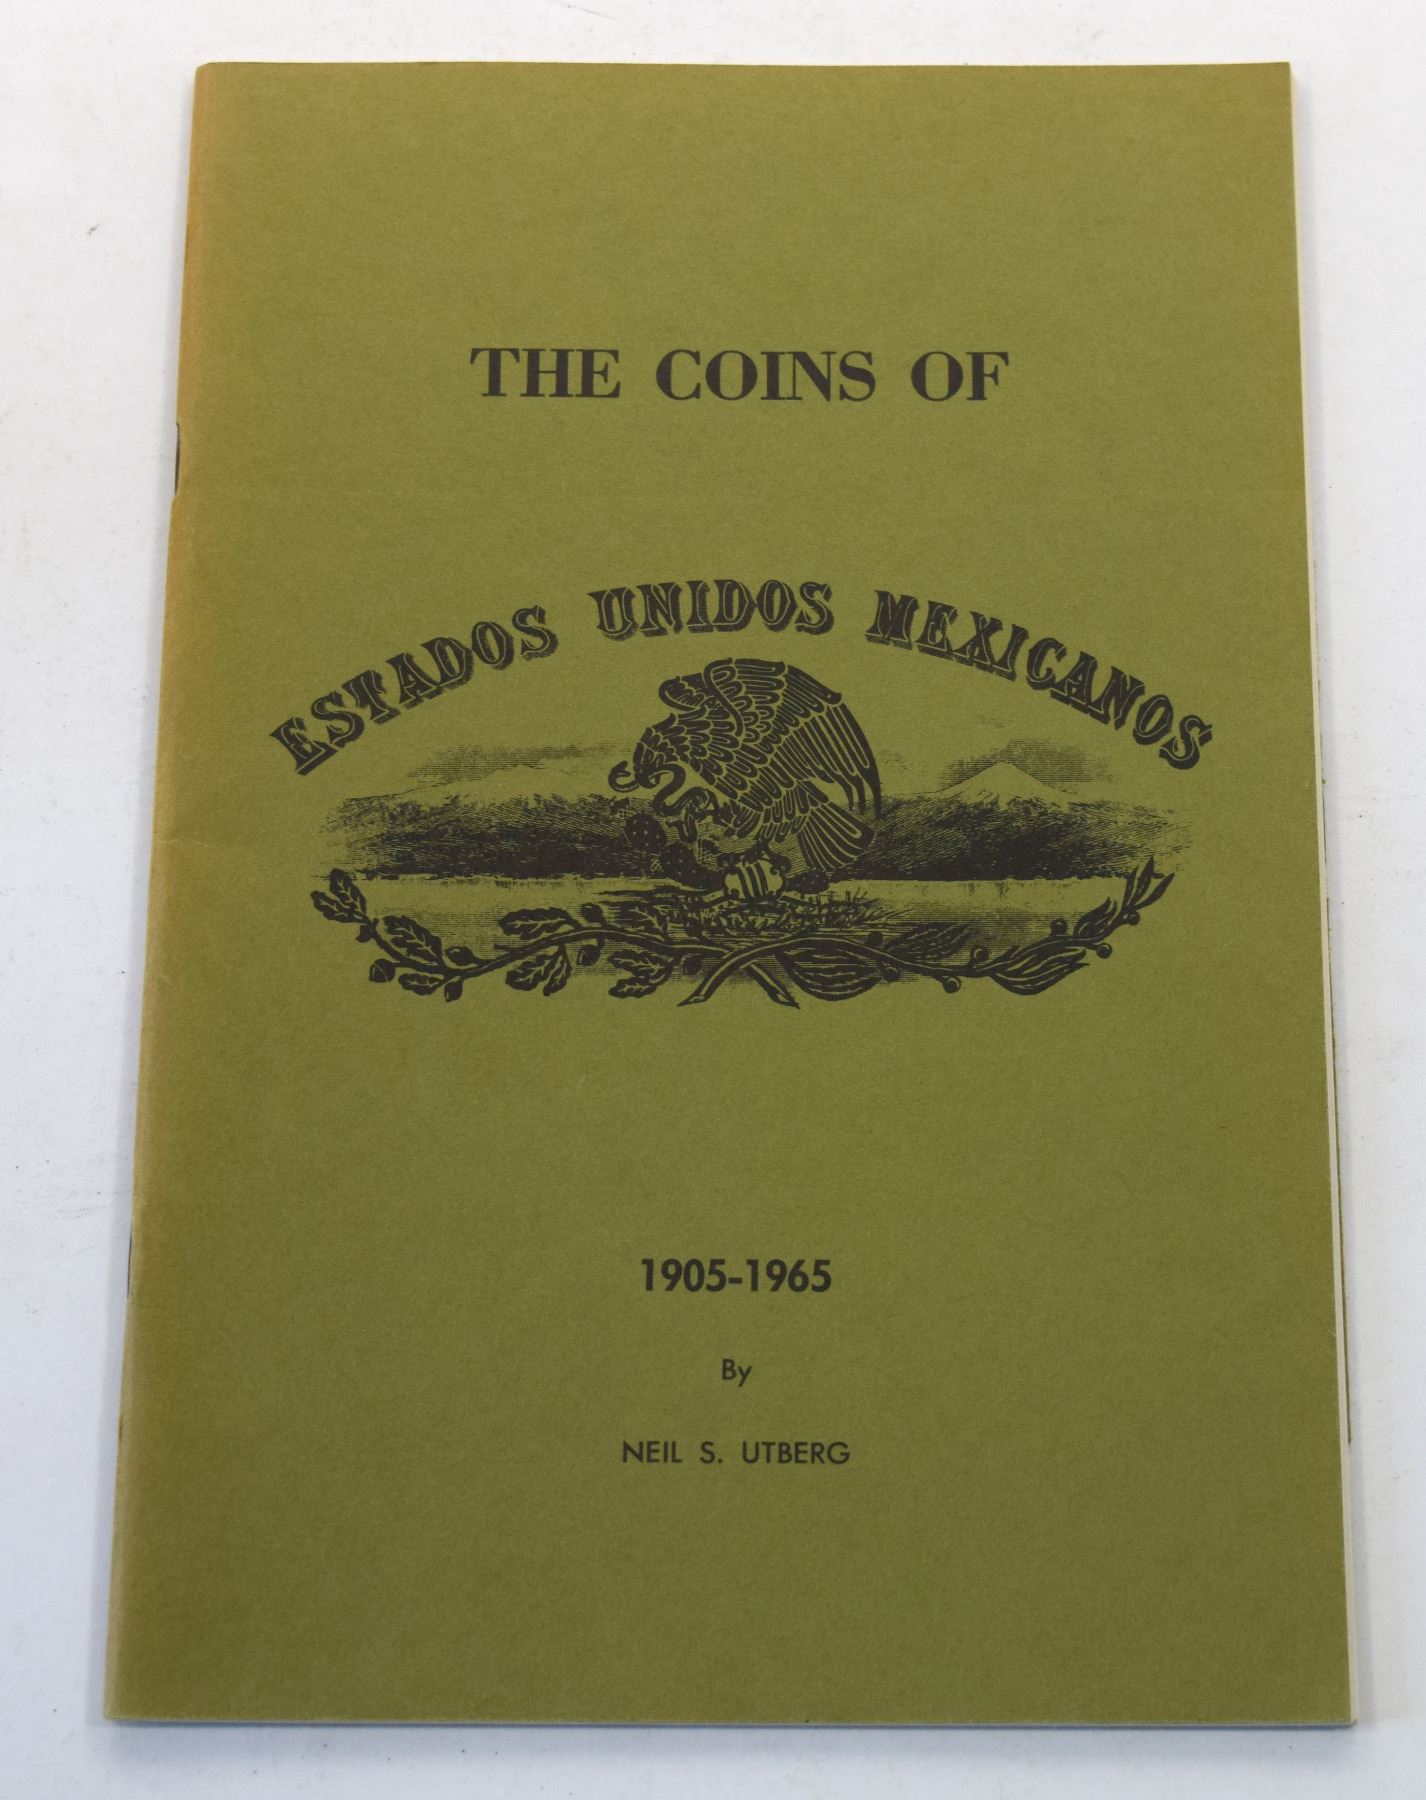 THE COINS OF
ESTADOS UNIDOS MEXICANOS
1905-1965
By
NEIL S. UTBERG